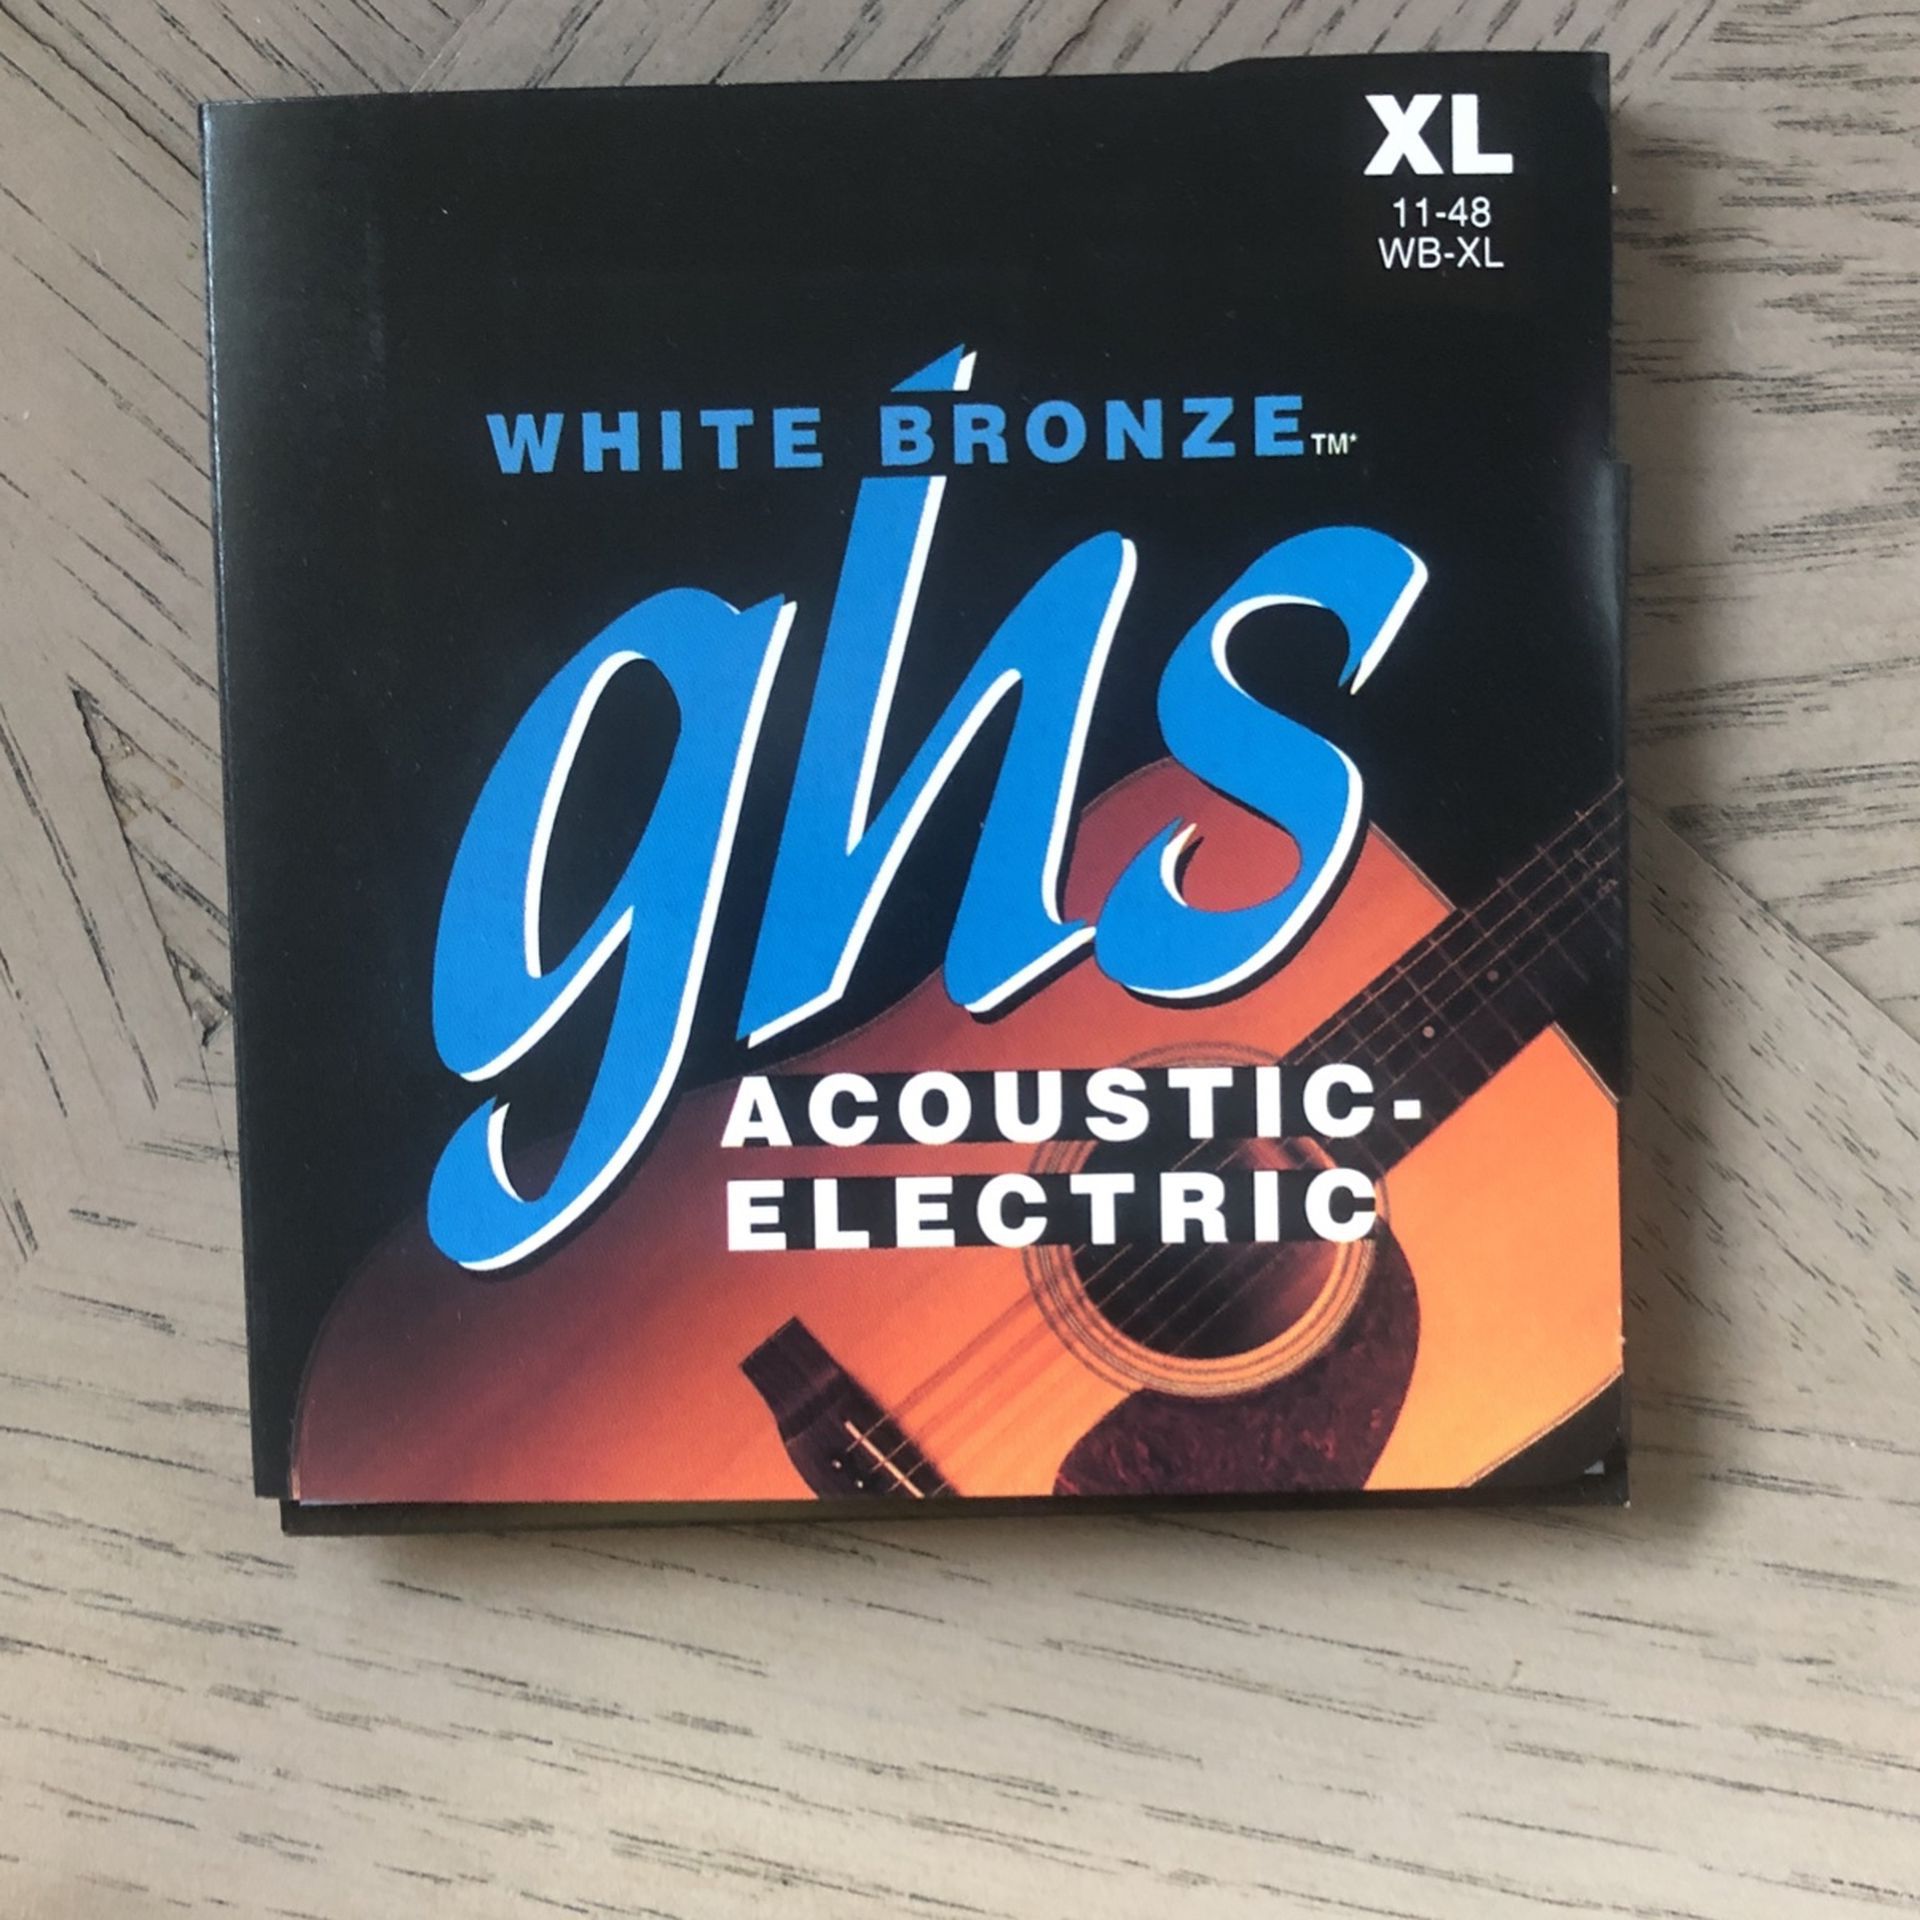 XL
11-48
WB-XL
WHITE BRONZE™*
ghs
ACOUSTIC-
ELECTRIC